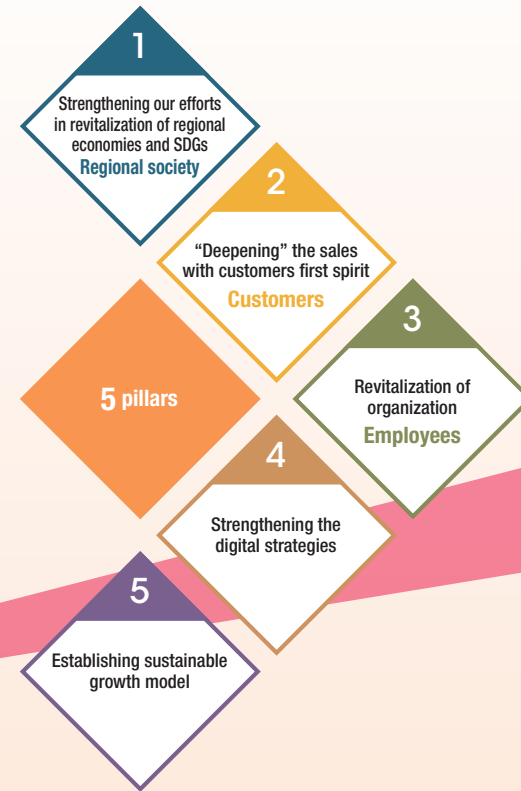 1
Strengthening our efforts
in revitalization of regional
economies and SDGs
Regional society
2
“Deepening” the sales
with customers first spirit
Customers
3
Revitalization of
organization
Employees
5 pillars
4
Strengthening the
digital strategies
5
Establishing sustainable
growth model